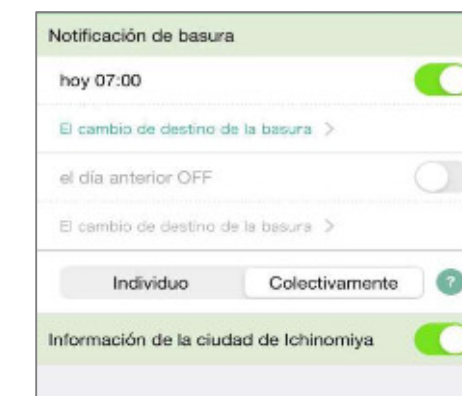 Notificación de basura
hoy 07:00
El cambio de destino de la basura >
el día anterior OFF
El cambio de destino de la basura >
Individuo Colectivamente ?
Información de la ciudad de Ichinomiya